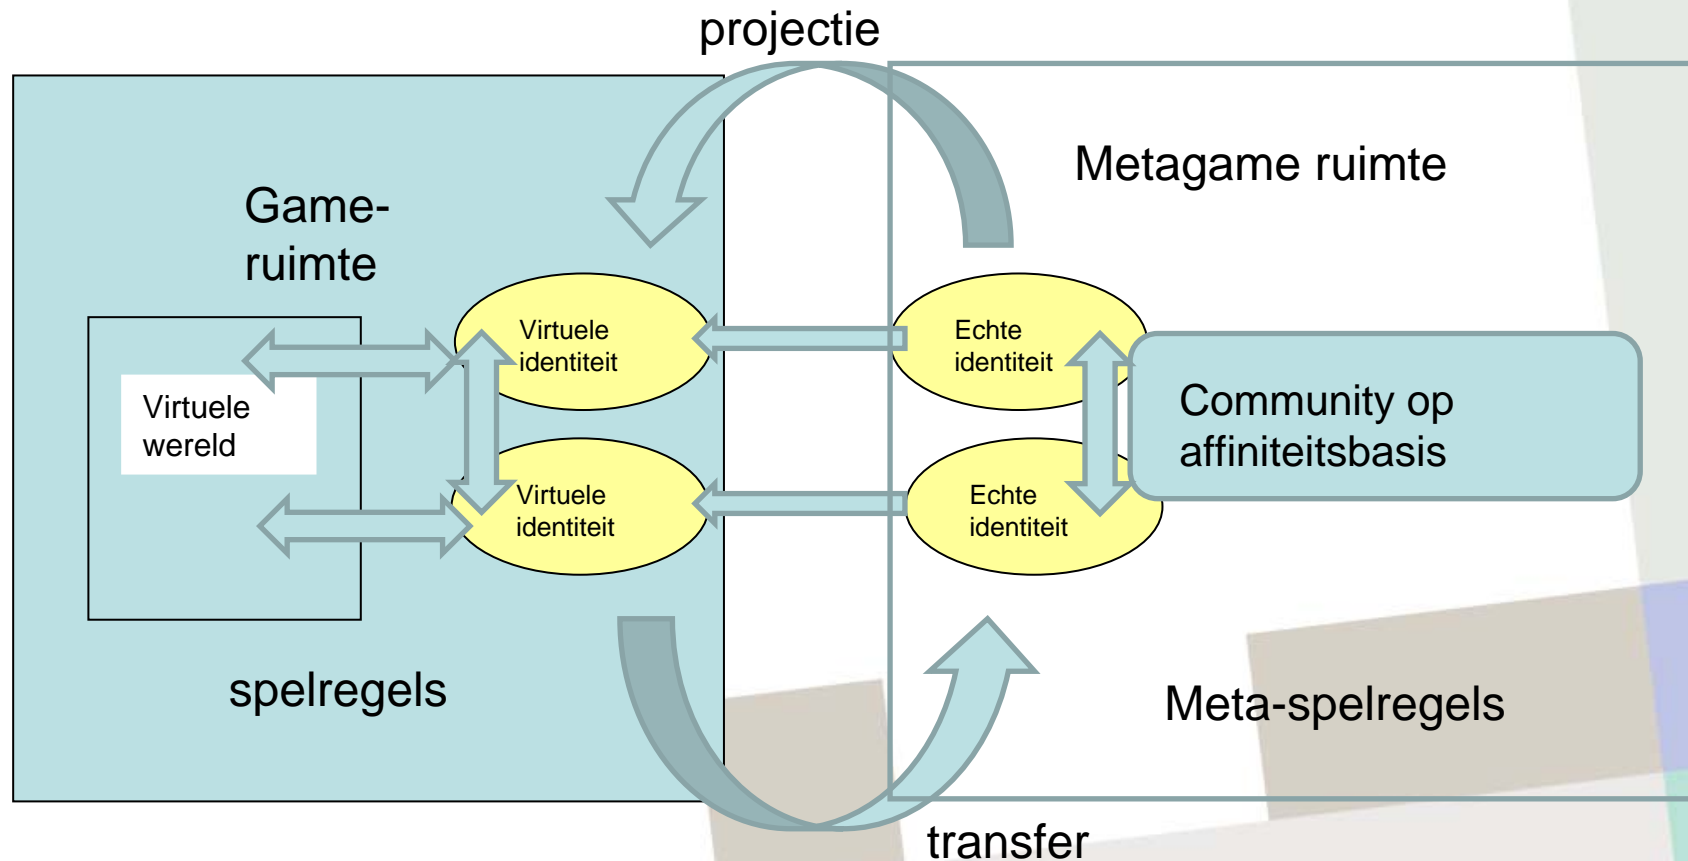 projectie
Metagame ruimte
Game-
ruimte
Virtuele
identiteit
Echte
identiteit
Virtuele
wereld
Community op
affiniteitsbasis
Virtuele
identiteit
Echte
identiteit
spelregels
Meta-spelregels
transfer